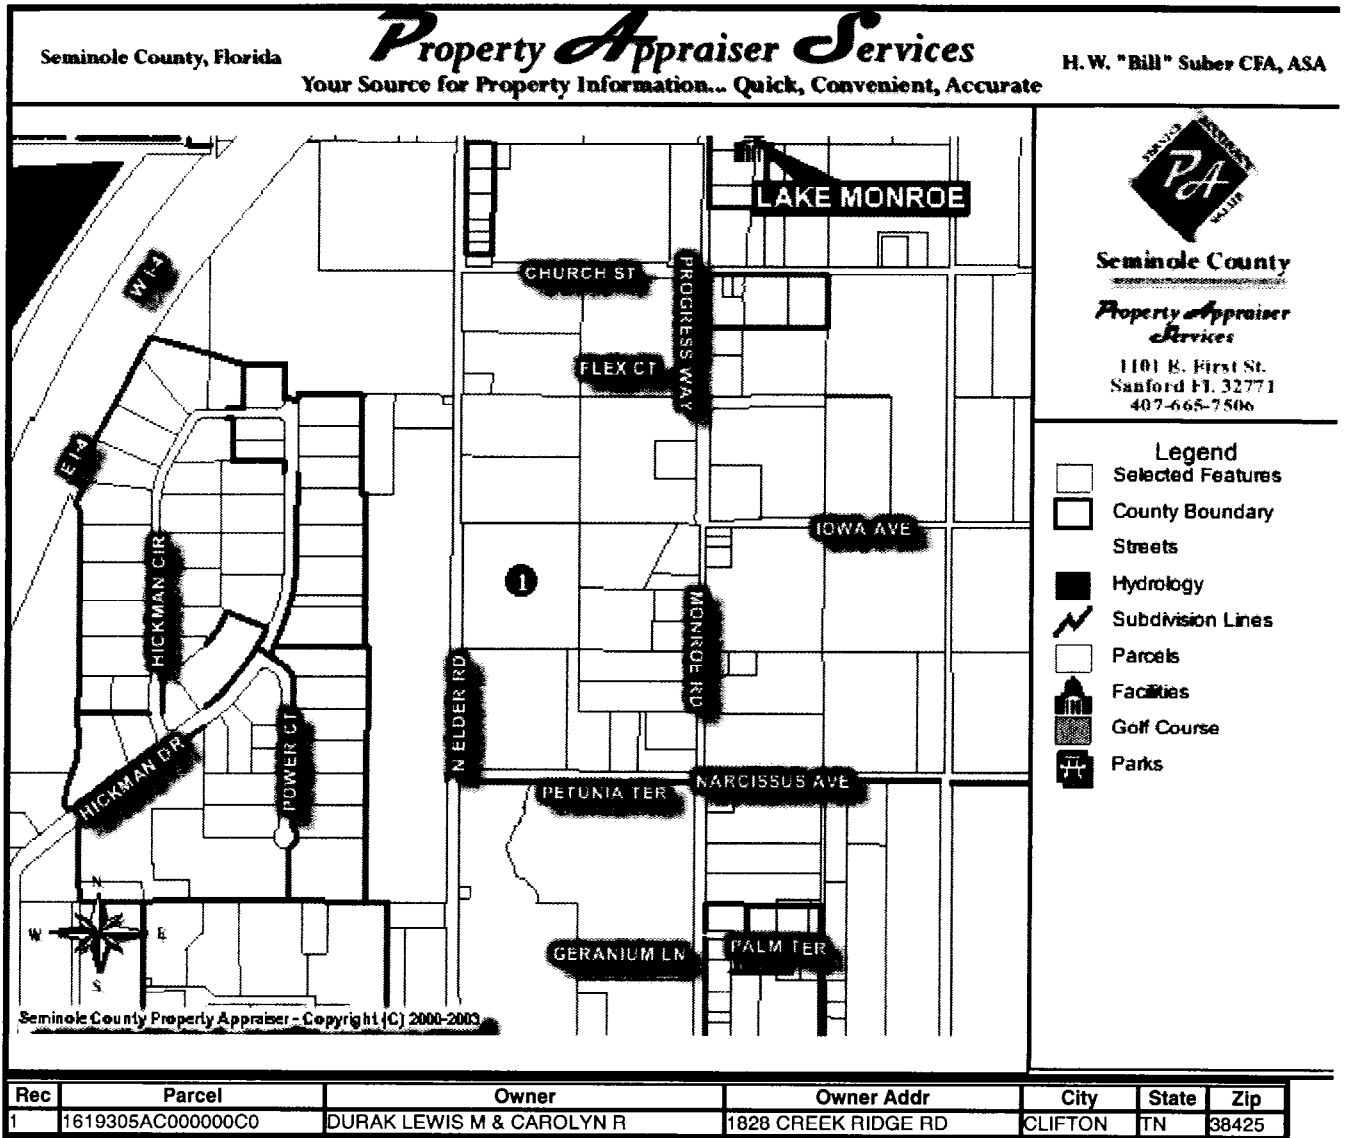 Seminole County, Florida
Property Appraiser Services
Your Source for Property Information... Quick, Convenient, Accurate
H. W. "Bill" Suber CFA, ASA
LAKE MONROE
W I-4
CHURCH ST
PROGRESS WAY
FLEX CT
E I-4
IOWA AVE
HICKMAN CIR
1
MONROE RD
N ELDER RD
POWER CT
HICKMAN DR
PETUNIA TER
NARCISSUS AVE
GERANIUM LN
PALM TER
N
W
E
S
Seminole County Property Appraiser - Copyright (C) 2000-2003
PA
Seminole County
Property Appraiser
Services
1101 E. First St.
Sanford FL 32771
407-665-7506
Legend
Selected Features
County Boundary
Streets
Hydrology
Subdivision Lines
Parcels
Facilities
Golf Course
Parks
Rec Parcel Owner Owner Addr City State Zip
1 1619305AC000000C0 DURAK LEWIS M & CAROLYN R 1828 CREEK RIDGE RD CLIFTON TN 38425